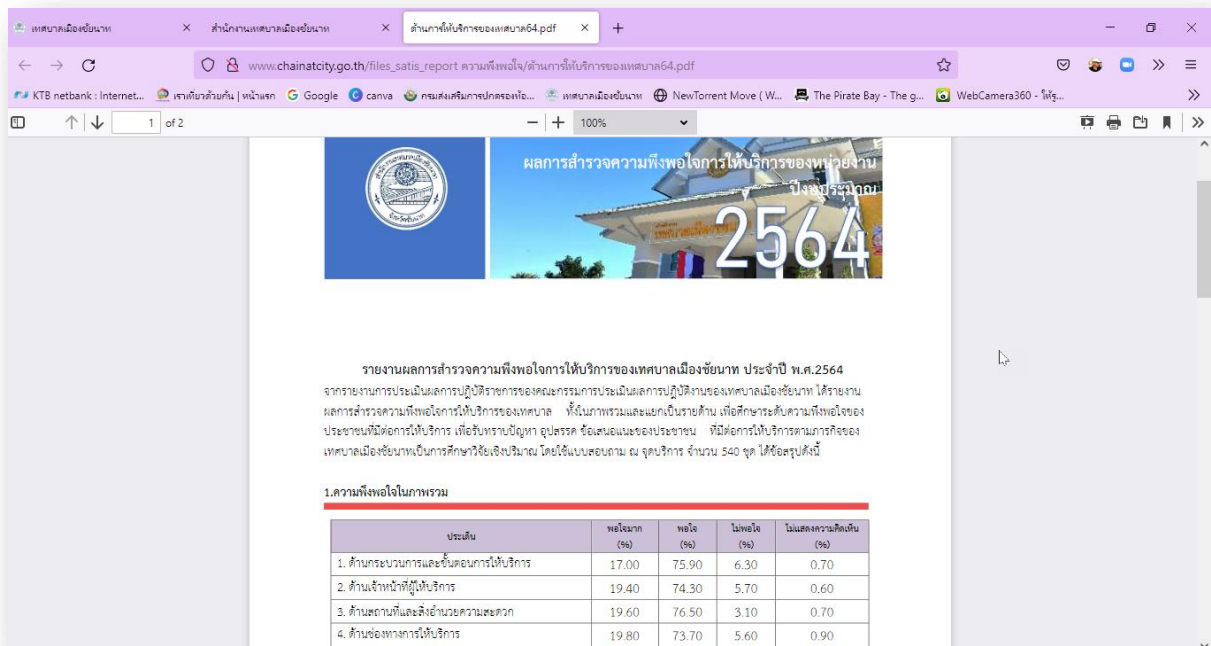 เทศบาลเมืองชัยนาท
สำนักงานเทศบาลเมืองชัยนาท
ด้านการให้บริการของเทศบาล64.pdf
www.chainatcity.go.th/files_satis_report ความพึงพอใจ/ด้านการให้บริการของเทศบาล64.pdf
KTB netbank : Internet... เราเที่ยวด้วยกัน | หน้าแรก Google canva กรมส่งเสริมการปกครองท้อ... เทศบาลเมืองชัยนาท NewTorrent Move ( W... The Pirate Bay - The g... WebCamera360 - ให้รู...
1 of 2 100%
ผลการสำรวจความพึงพอใจการให้บริการของหน่วยงาน
ปีงบประมาณ
2564
รายงานผลการสำรวจความพึงพอใจการให้บริการของเทศบาลเมืองชัยนาท ประจำปี พ.ศ.2564
จากรายงานการประเมินผลการปฏิบัติราชการของคณะกรรมการประเมินผลการปฏิบัติงานของเทศบาลเมืองชัยนาท ได้รายงาน
ผลการสำรวจความพึงพอใจการให้บริการของเทศบาล ทั้งในภาพรวมและแยกเป็นรายด้าน เพื่อศึกษาระดับความพึงพอใจของ
ประชาชนที่มีต่อการให้บริการ เพื่อรับทราบปัญหา อุปสรรค ข้อเสนอแนะของประชาชน ที่มีต่อการให้บริการตามภารกิจของ
เทศบาลเมืองชัยนาทเป็นการศึกษาวิจัยเชิงปริมาณ โดยใช้แบบสอบถาม ณ จุดบริการ จำนวน 540 ชุด ได้ข้อสรุปดังนี้
1.ความพึงพอใจในภาพรวม
ประเด็น พอใจมาก (%) พอใจ (%) ไม่พอใจ (%) ไม่แสดงความคิดเห็น (%)
1. ด้านกระบวนการและขั้นตอนการให้บริการ 17.00 75.90 6.30 0.70
2. ด้านเจ้าหน้าที่ผู้ให้บริการ 19.40 74.30 5.70 0.60
3. ด้านสถานที่และสิ่งอำนวยความสะดวก 19.60 76.50 3.10 0.70
4. ด้านช่องทางการให้บริการ 19.80 73.70 5.60 0.90